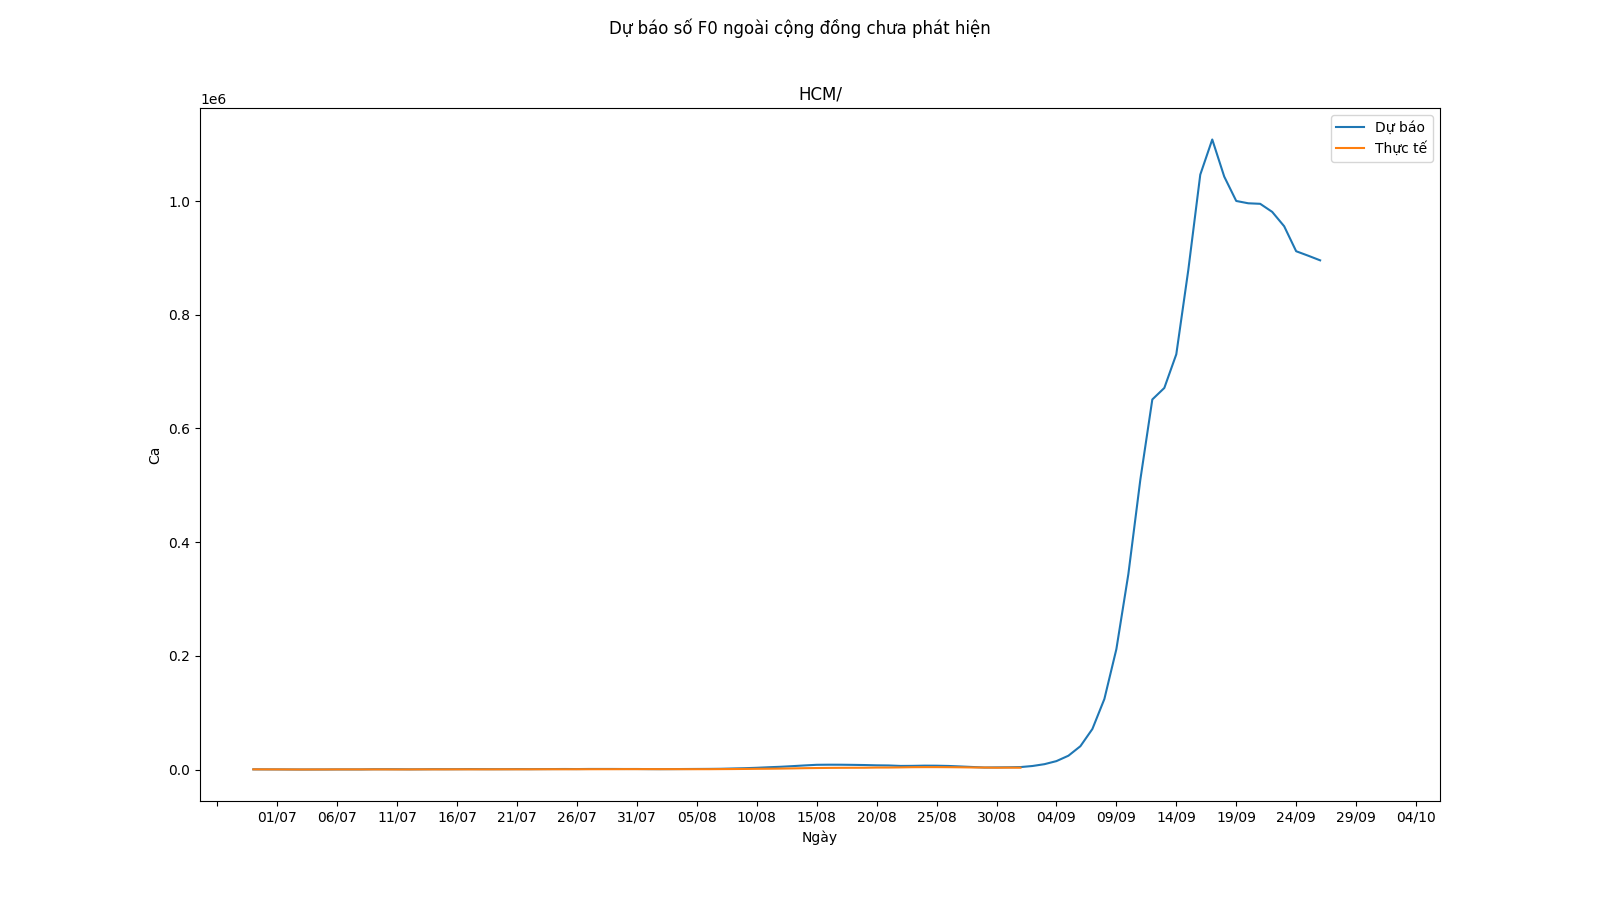 Dự báo số F0 ngoài cộng đồng chưa phát hiện
HCM/
1e6
Dự báo
Thực tế
1.0
0.8
0.6
0.4
0.2
0.0
Ca
01/07 06/07 11/07 16/07 21/07 26/07 31/07 05/08 10/08 15/08 20/08 25/08 30/08 04/09 09/09 14/09 19/09 24/09 29/09 04/10
Ngày